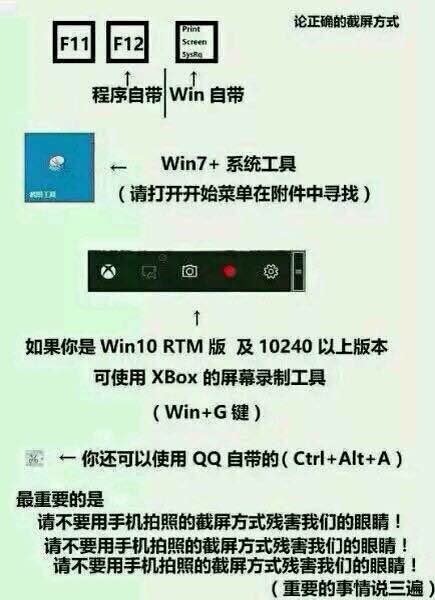 论正确的截屏方式
F11 F12 Print Screen SysRq
↑ ↑
程序自带|Win 自带
截图工具
← Win7+ 系统工具
(请打开开始菜单在附件中寻找)
↑
如果你是 Win10 RTM 版 及 10240 以上版本
可使用 XBox 的屏幕录制工具
(Win+G 键)
← 你还可以使用 QQ 自带的(Ctrl+Alt+A)
最重要的是
请不要用手机拍照的截屏方式残害我们的眼睛!
请不要用手机拍照的截屏方式残害我们的眼睛!
请不要用手机拍照的截屏方式残害我们的眼睛!
(重要的事情说三遍)